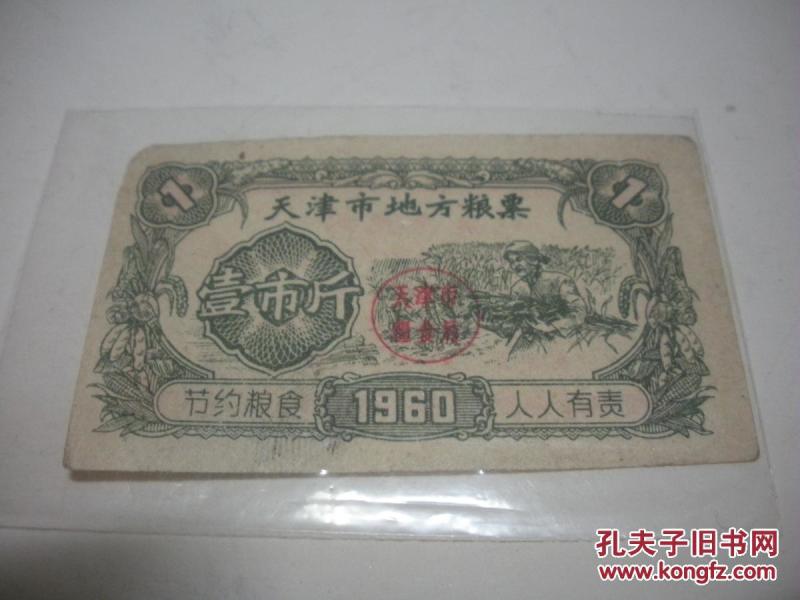 1 1
天津市地方粮票
壹市斤
天津市
粮食局
节约粮食 1960 人人有责
孔夫子旧书网
www.kongfz.com